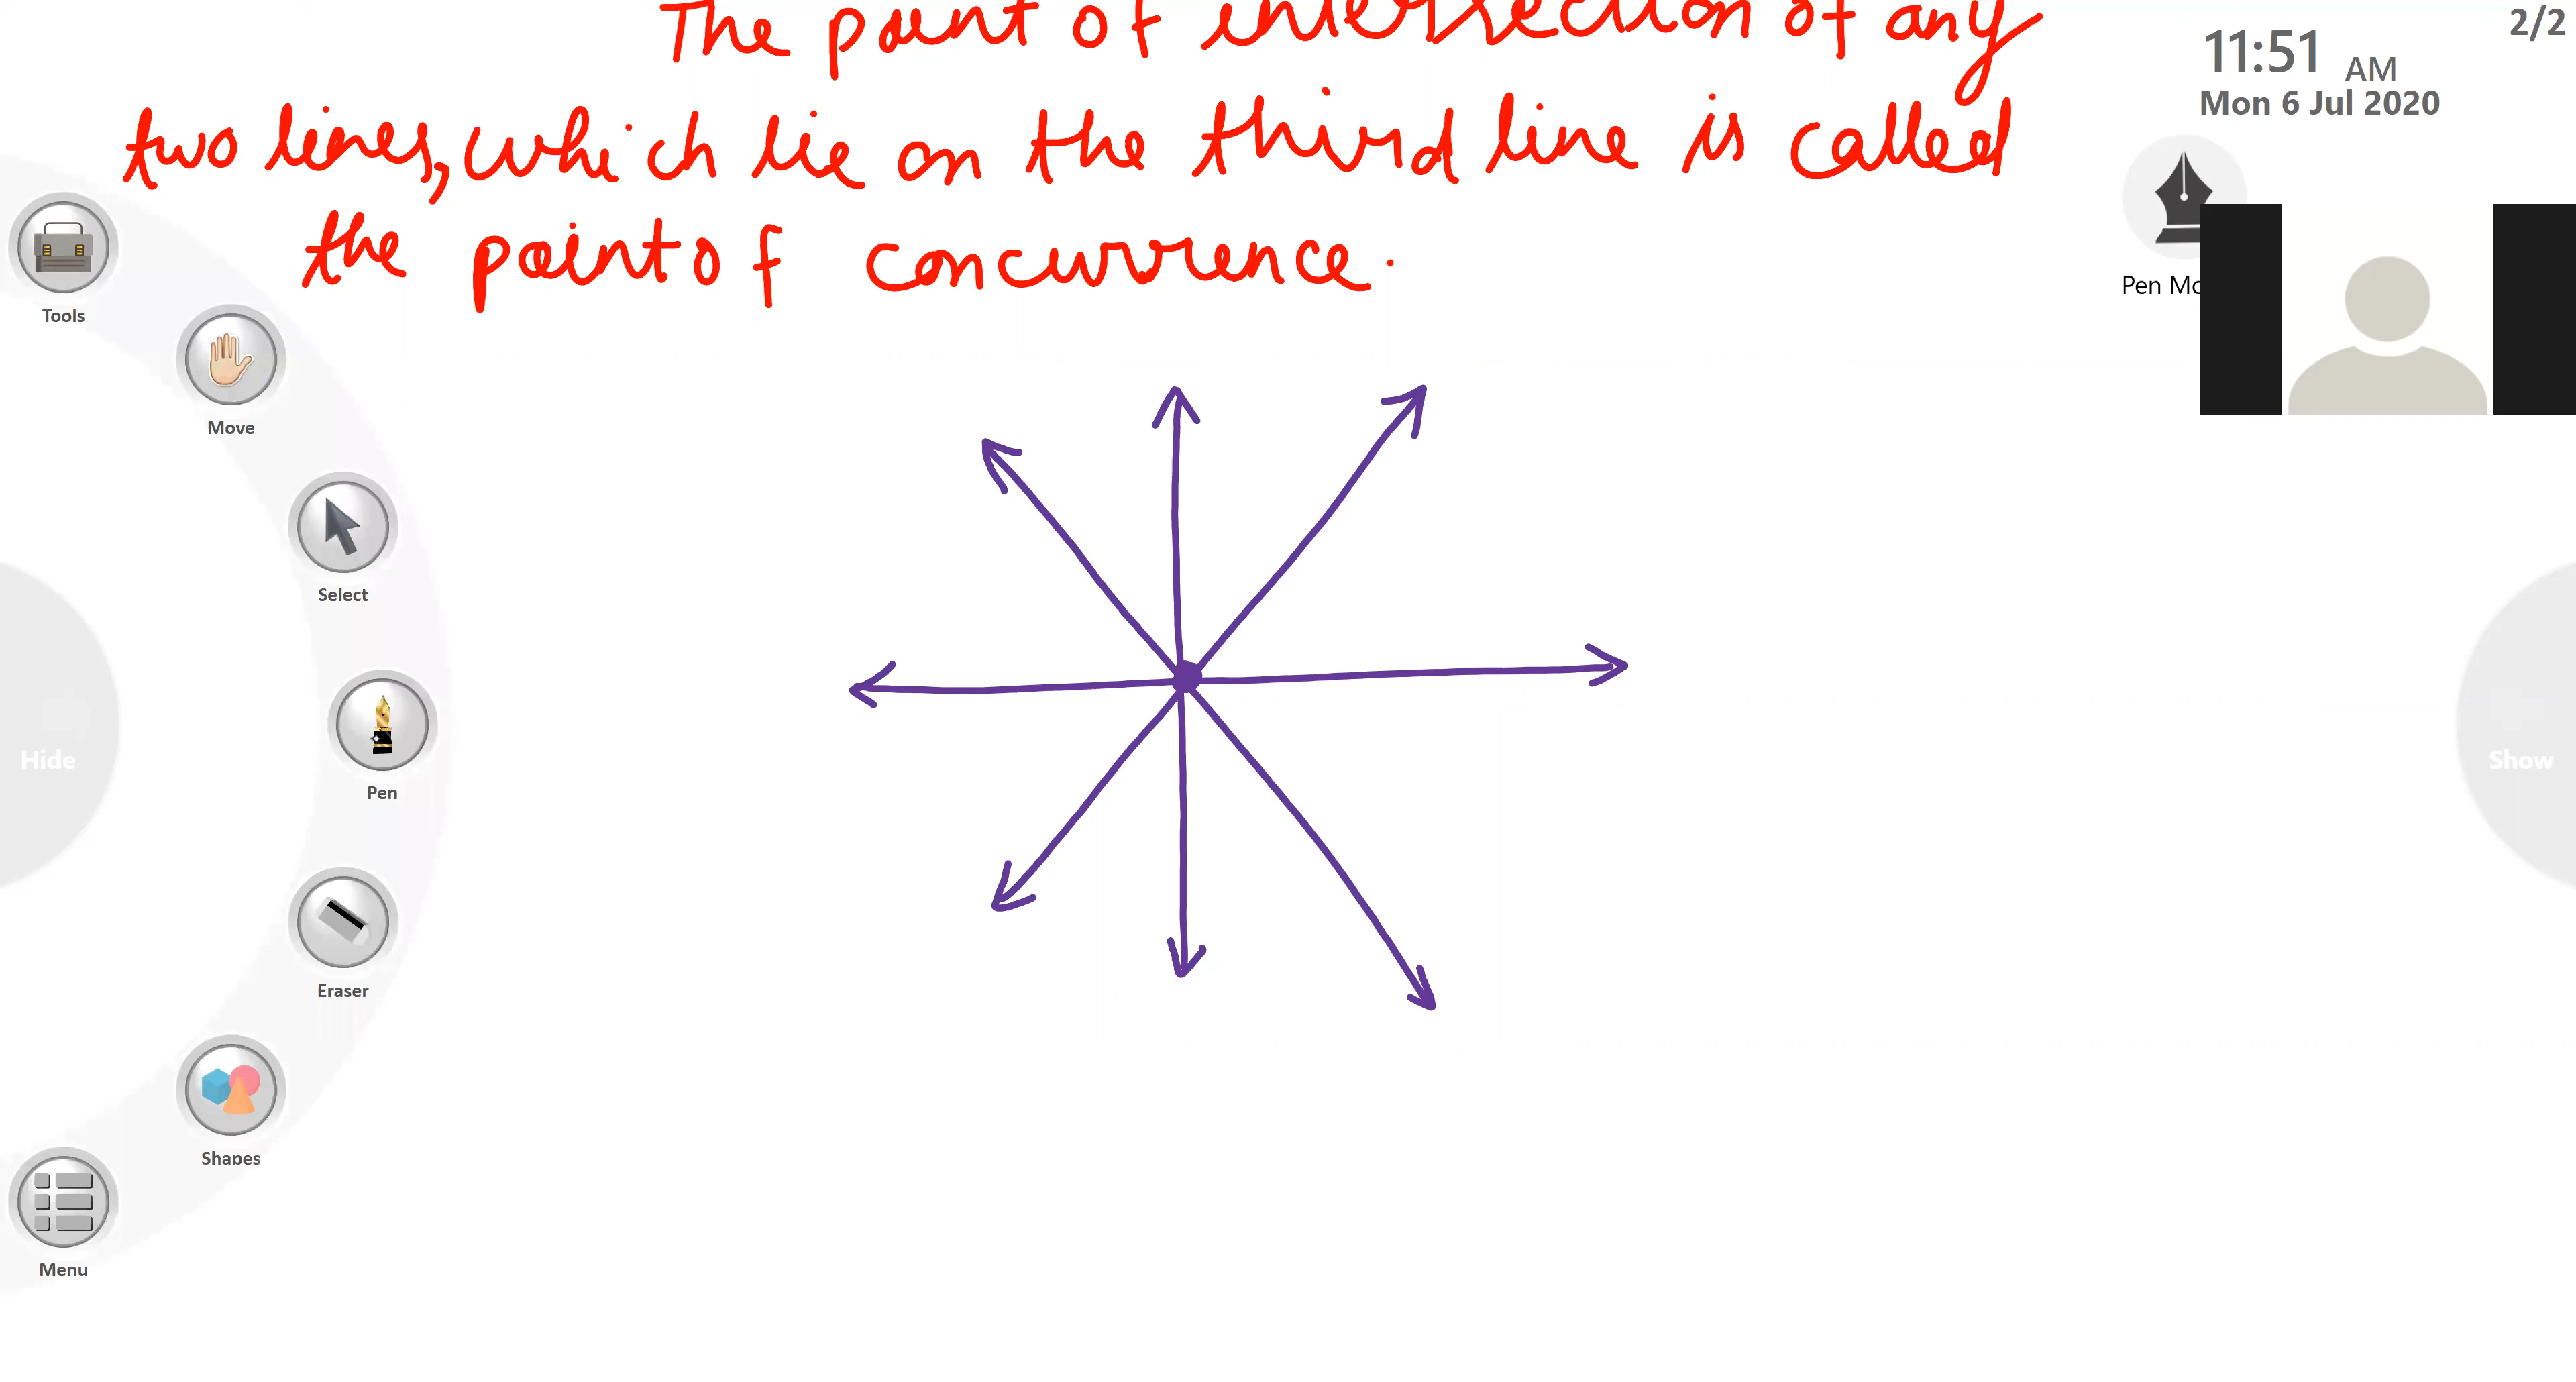 The point of intersection of any
two lines, which lie on the third line is called
the point of concurrence.
2/2
11:51 AM
Mon 6 Jul 2020
Pen Mo
Tools
Move
Select
Pen
Eraser
Shapes
Menu
Hide
Show